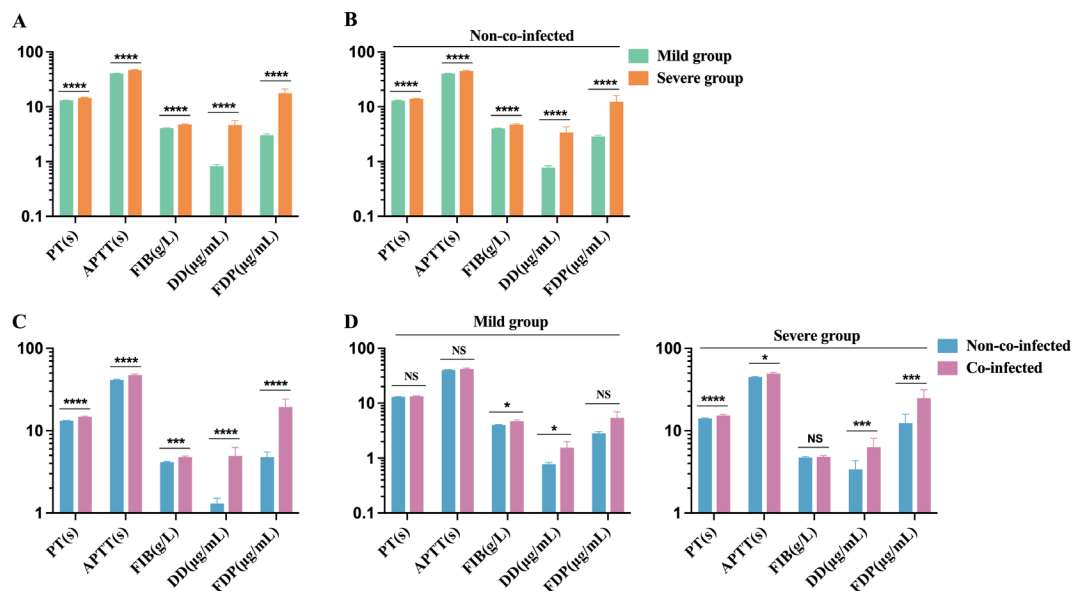 A
100
10
1
0.1
****
****
****
****
****
PT(s)
APTT(s)
FIB(g/L)
DD(μg/mL)
FDP(μg/mL)
B
Non-co-infected
100
10
1
0.1
****
****
****
****
****
PT(s)
APTT(s)
FIB(g/L)
DD(μg/mL)
FDP(μg/mL)
Mild group
Severe group
C
100
10
1
****
****
***
****
****
PT(s)
APTT(s)
FIB(g/L)
DD(μg/mL)
FDP(μg/mL)
D
Mild group
100
10
1
0.1
NS
NS
*
*
NS
PT(s)
APTT(s)
FIB(g/L)
DD(μg/mL)
FDP(μg/mL)
Severe group
100
10
1
****
*
NS
***
***
PT(s)
APTT(s)
FIB(g/L)
DD(μg/mL)
FDP(μg/mL)
Non-co-infected
Co-infected